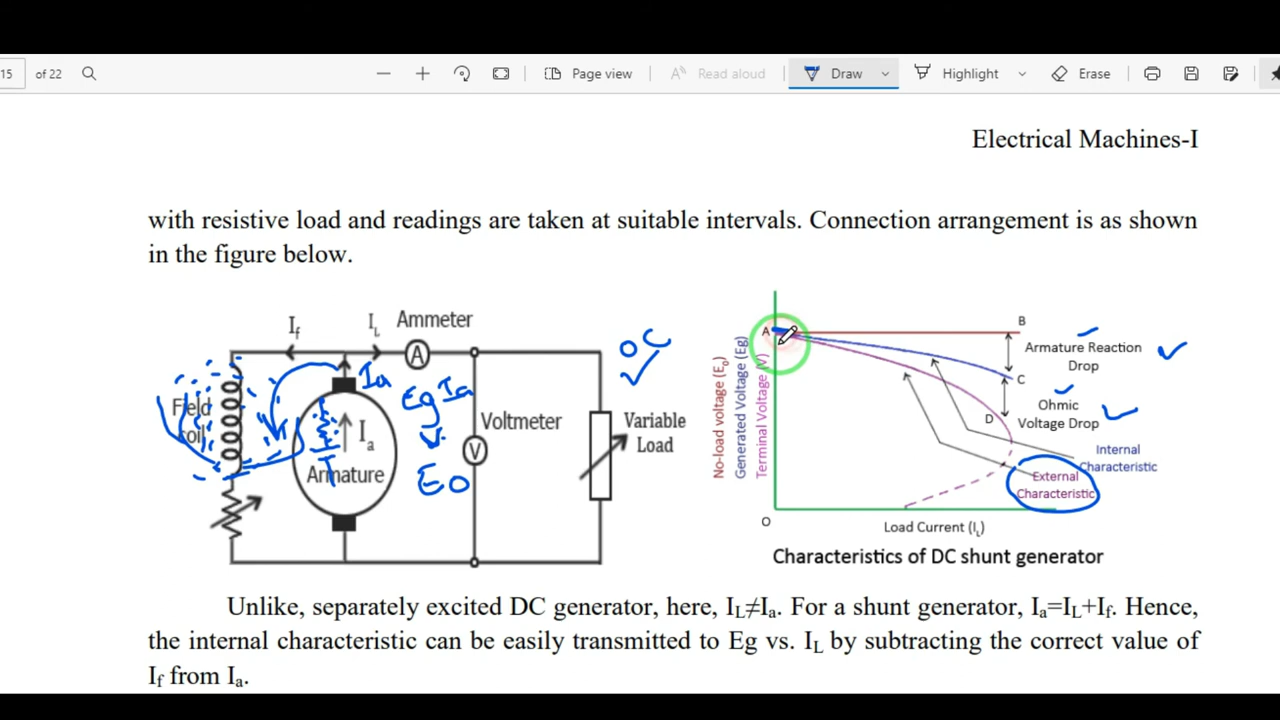 15 of 22 Page view Read aloud Draw Highlight Erase
Electrical Machines-I
with resistive load and readings are taken at suitable intervals. Connection arrangement is as shown
in the figure below.
If
IL
Ammeter
A
Ia
Eg Ia
V
E0
OC
Field
coil
Ia
Armature
Voltmeter
V
Variable
Load
No-load voltage (E0)
Generated Voltage (Eg)
Terminal Voltage (V)
A
B
Armature Reaction
Drop
C
Ohmic
Voltage Drop
D
Internal
Characteristic
External
Characteristic
O
Load Current (IL)
Characteristics of DC shunt generator
Unlike, separately excited DC generator, here, IL≠Ia. For a shunt generator, Ia=IL+If. Hence,
the internal characteristic can be easily transmitted to Eg vs. IL by subtracting the correct value of
If from Ia.